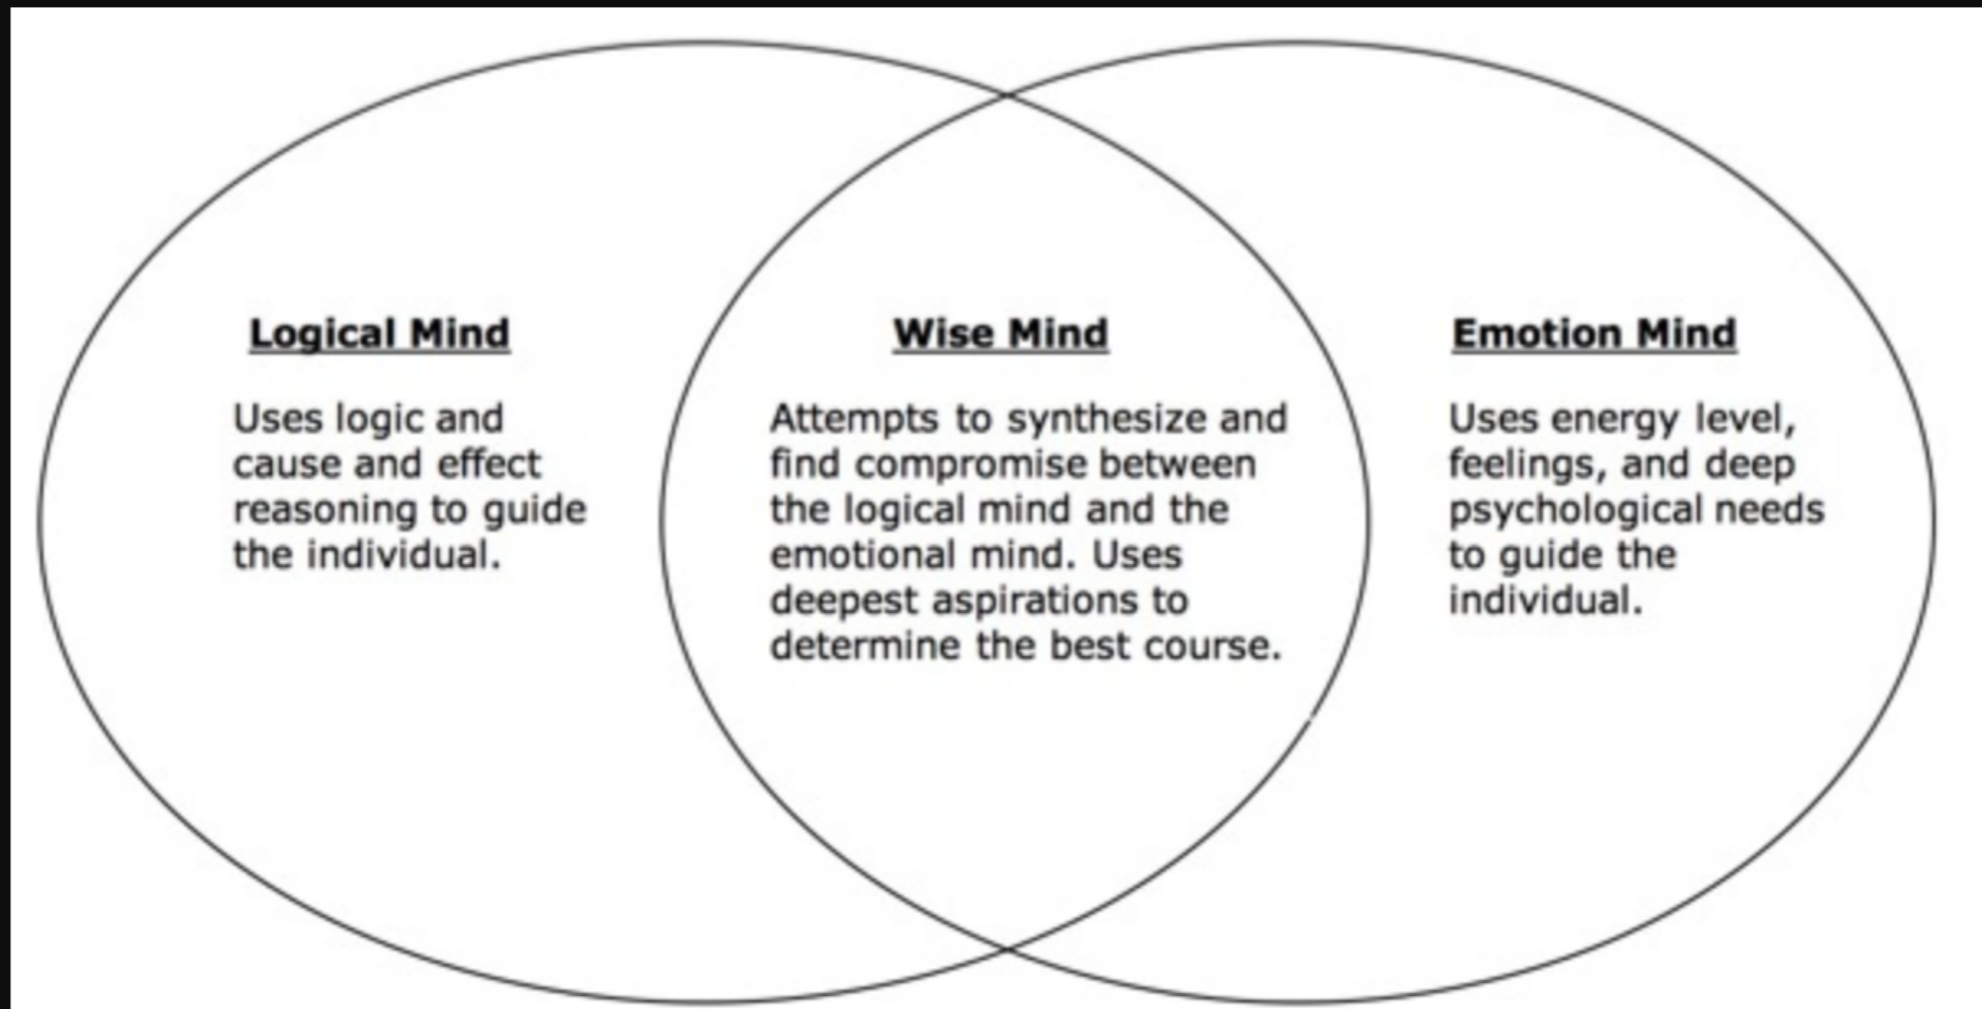 Logical Mind
Uses logic and
cause and effect
reasoning to guide
the individual.
Wise Mind
Attempts to synthesize and
find compromise between
the logical mind and the
emotional mind. Uses
deepest aspirations to
determine the best course.
Emotion Mind
Uses energy level,
feelings, and deep
psychological needs
to guide the
individual.